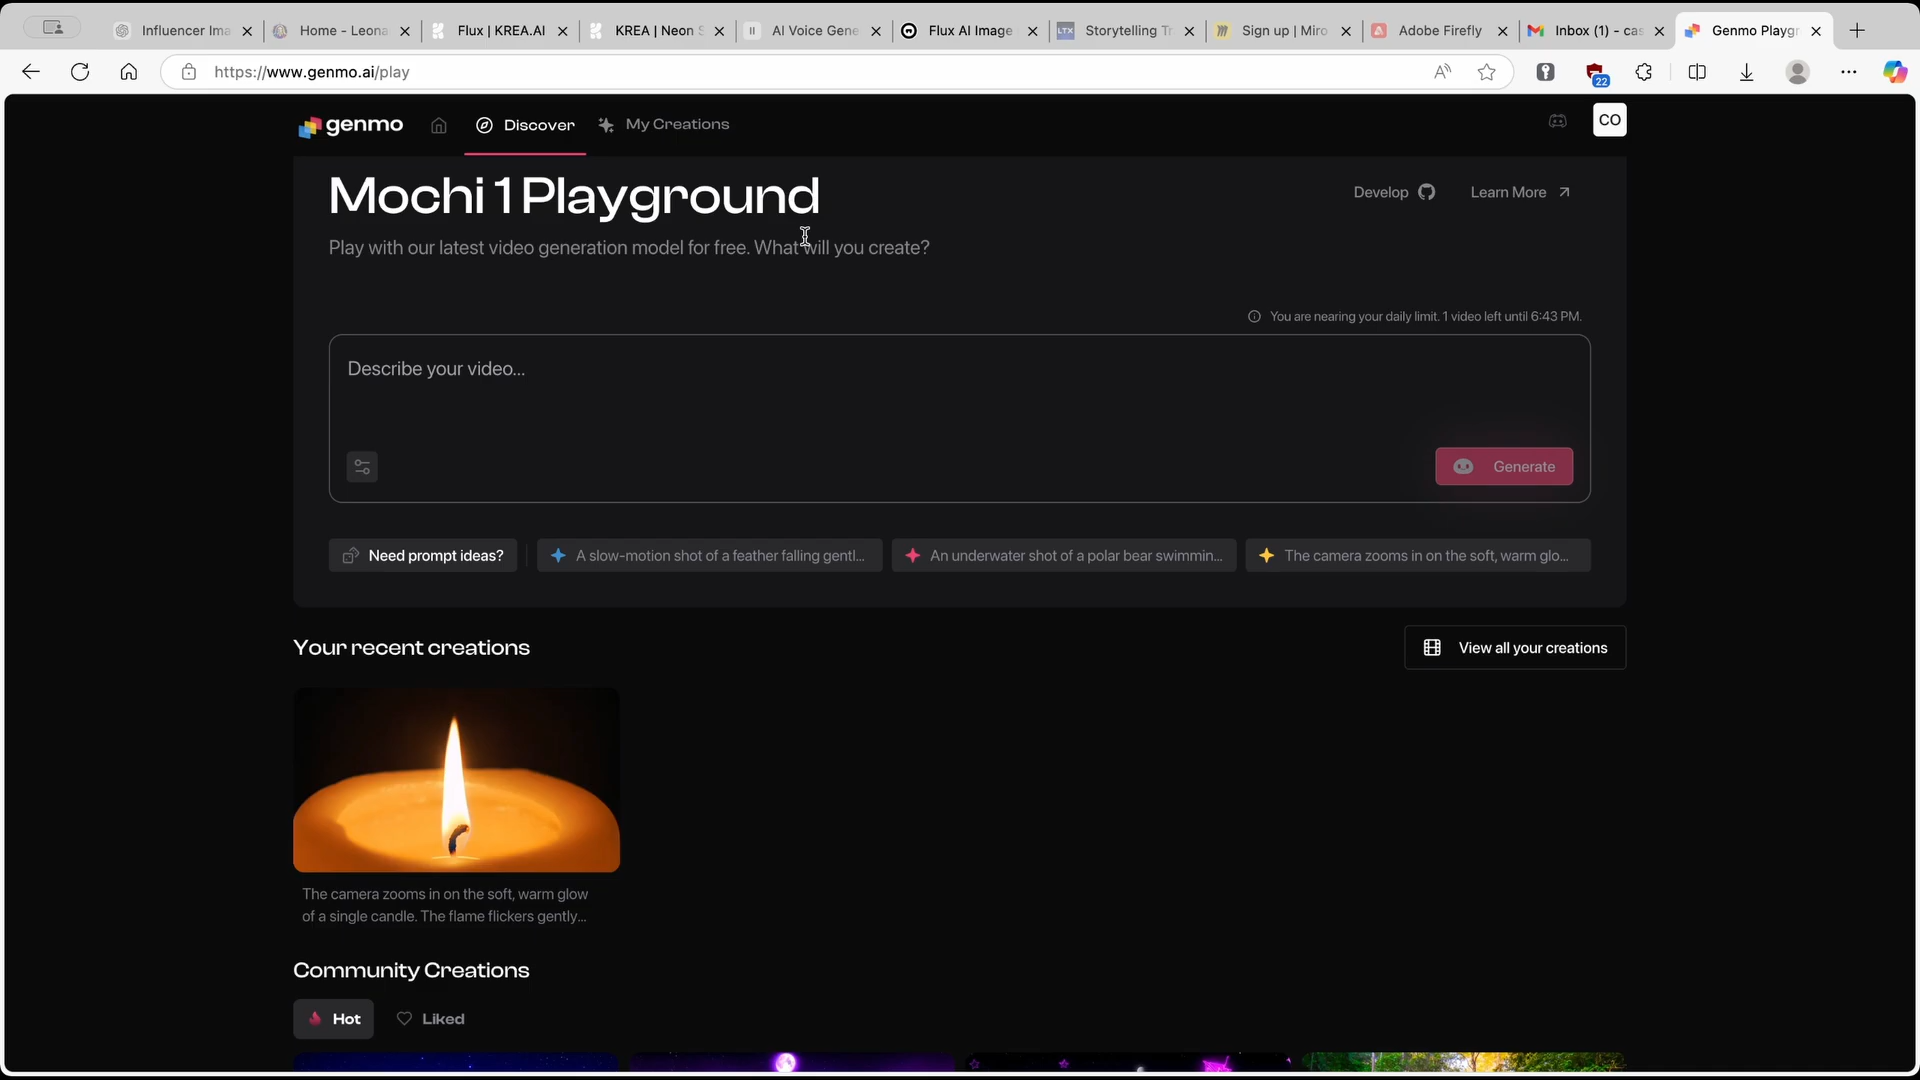 Influencer Ima
Home - Leona
Flux | KREA.AI
KREA | Neon S
AI Voice Gene
Flux AI Image
LTX
Storytelling Tr
Sign up | Miro
Adobe Firefly
Inbox (1) - cas
Genmo Playgr
https://www.genmo.ai/play
22
genmo
Discover
My Creations
CO
Mochi 1 Playground
Develop
Learn More
Play with our latest video generation model for free. What will you create?
You are nearing your daily limit. 1 video left until 6:43 PM.
Describe your video...
Generate
Need prompt ideas?
A slow-motion shot of a feather falling gentl...
An underwater shot of a polar bear swimmin...
The camera zooms in on the soft, warm glo...
Your recent creations
View all your creations
The camera zooms in on the soft, warm glow
of a single candle. The flame flickers gently...
Community Creations
Hot
Liked